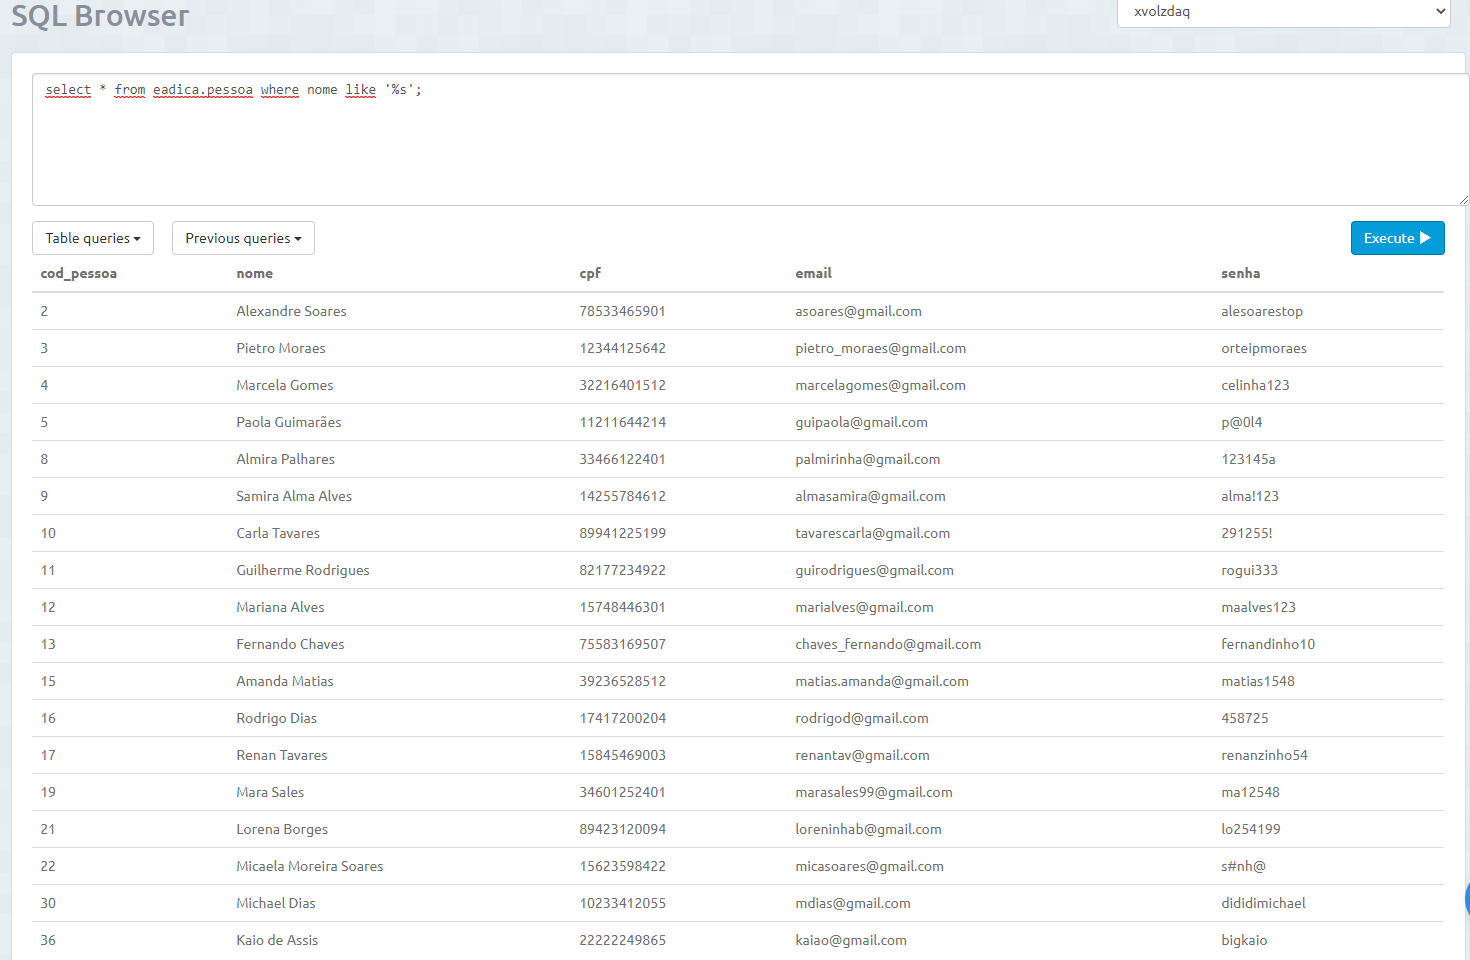 SQL Browser
xvolzdaq
select * from eadica.pessoa where nome like '%s';
Table queries
Previous queries
Execute
cod_pessoa nome cpf email senha
2 Alexandre Soares 78533465901 asoares@gmail.com alesoarestop
3 Pietro Moraes 12344125642 pietro_moraes@gmail.com orteipmoraes
4 Marcela Gomes 32216401512 marcelagomes@gmail.com celinha123
5 Paola Guimarães 11211644214 guipaola@gmail.com p@0l4
8 Almira Palhares 33466122401 palmirinha@gmail.com 123145a
9 Samira Alma Alves 14255784612 almasamira@gmail.com alma!123
10 Carla Tavares 89941225199 tavarescarla@gmail.com 291255!
11 Guilherme Rodrigues 82177234922 guirodrigues@gmail.com rogui333
12 Mariana Alves 15748446301 marialves@gmail.com maalves123
13 Fernando Chaves 75583169507 chaves_fernando@gmail.com fernandinho10
15 Amanda Matias 39236528512 matias.amanda@gmail.com matias1548
16 Rodrigo Dias 17417200204 rodrigod@gmail.com 458725
17 Renan Tavares 15845469003 renantav@gmail.com renanzinho54
19 Mara Sales 34601252401 marasales99@gmail.com ma12548
21 Lorena Borges 89423120094 loreninhab@gmail.com lo254199
22 Micaela Moreira Soares 15623598422 micasoares@gmail.com s#nh@
30 Michael Dias 10233412055 mdias@gmail.com dididimichael
36 Kaio de Assis 22222249865 kaiao@gmail.com bigkaio